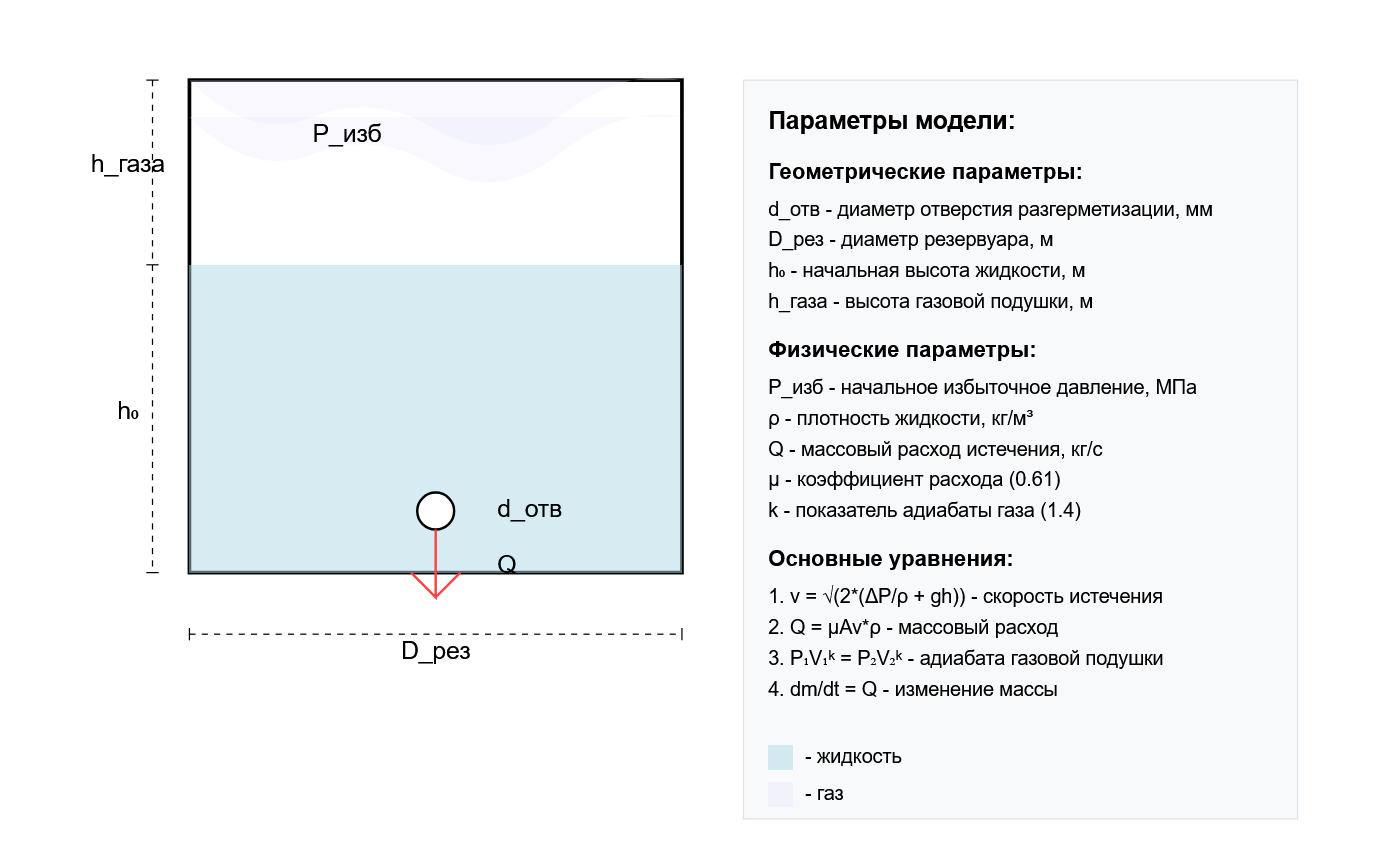 P_изб
h_газа
h₀
d_отв
Q
D_рез
Параметры модели:
Геометрические параметры:
d_отв - диаметр отверстия разгерметизации, мм
D_рез - диаметр резервуара, м
h₀ - начальная высота жидкости, м
h_газа - высота газовой подушки, м
Физические параметры:
P_изб - начальное избыточное давление, МПа
ρ - плотность жидкости, кг/м³
Q - массовый расход истечения, кг/с
μ - коэффициент расхода (0.61)
k - показатель адиабаты газа (1.4)
Основные уравнения:
1. v = √(2*(ΔP/ρ + gh)) - скорость истечения
2. Q = μAv*ρ - массовый расход
3. P₁V₁ᵏ = P₂V₂ᵏ - адиабата газовой подушки
4. dm/dt = Q - изменение массы
- жидкость
- газ